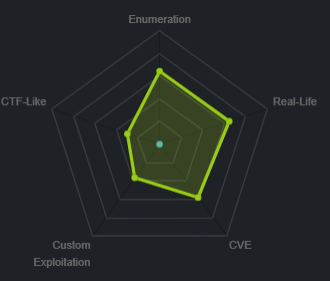 Enumeration
CTF-Like
Real-Life
Custom
Exploitation
CVE